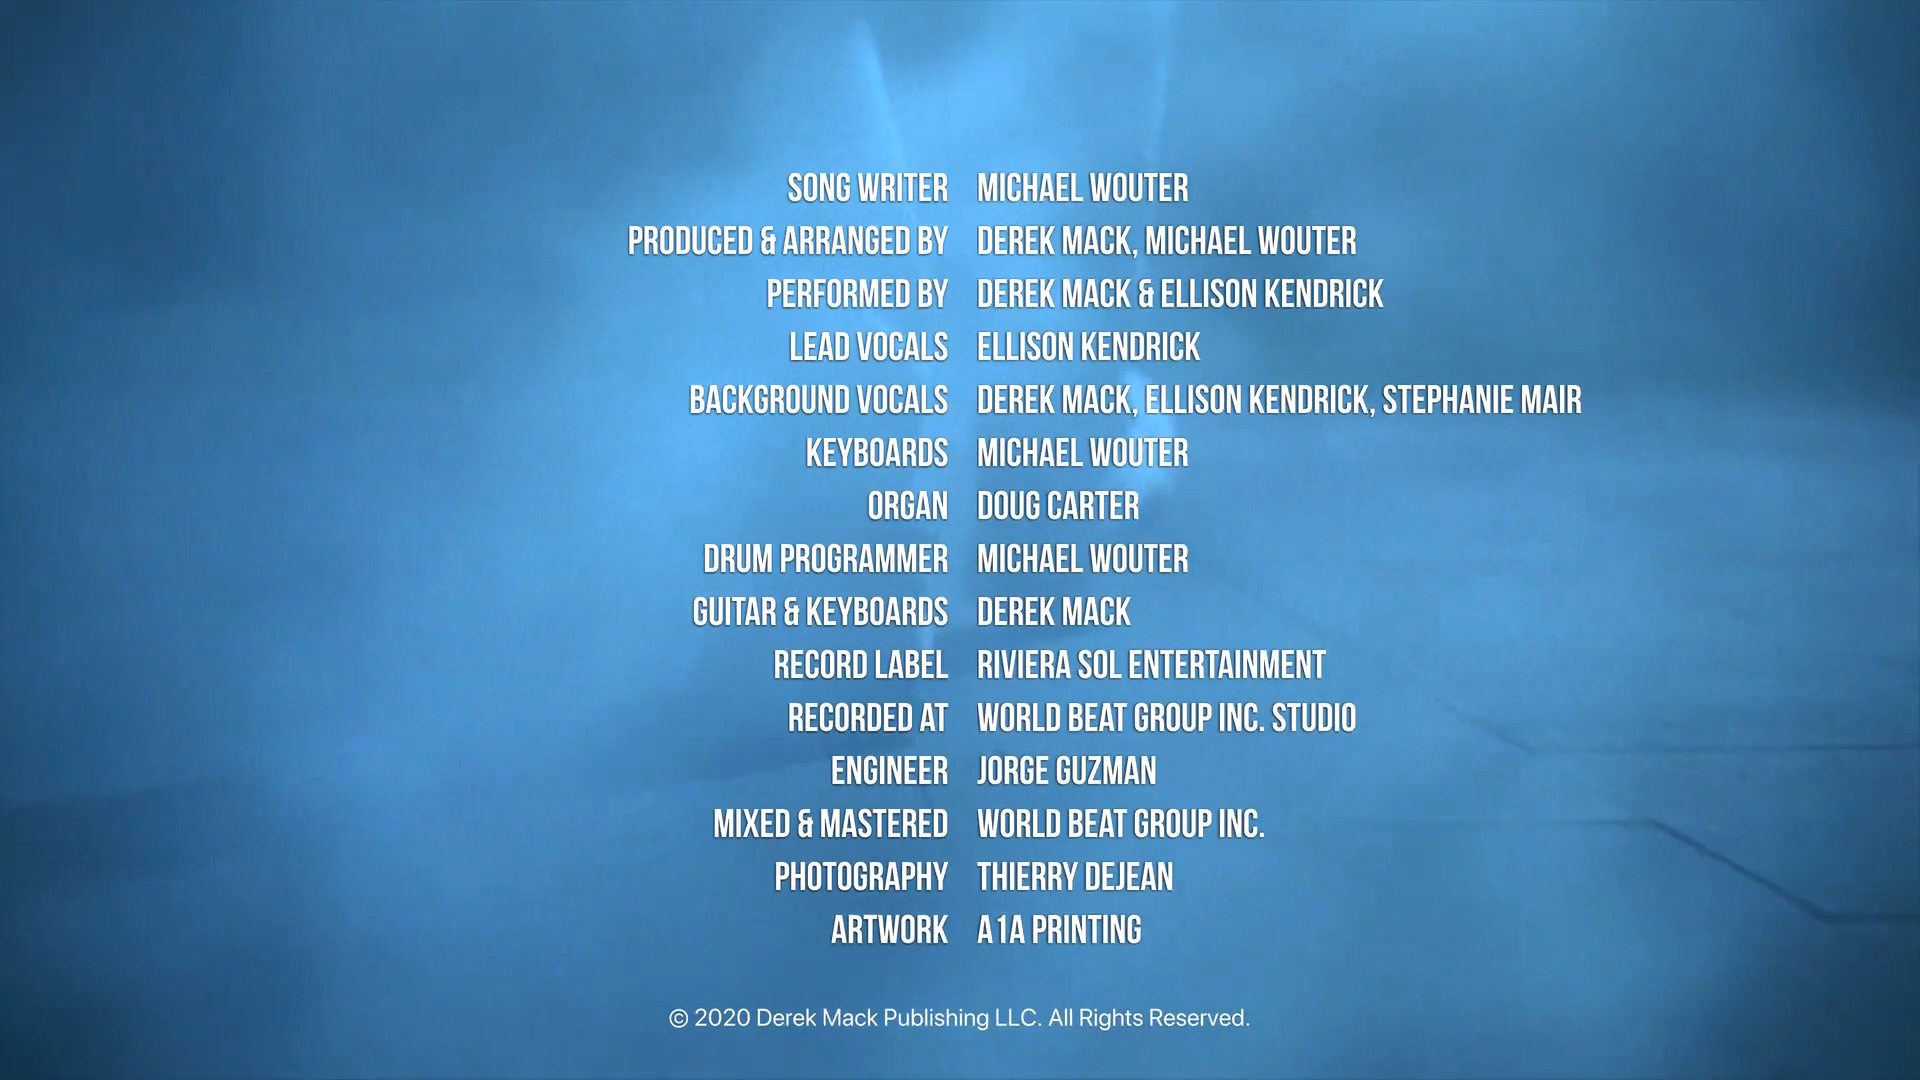 SONG WRITER MICHAEL WOUTER
PRODUCED & ARRANGED BY DEREK MACK, MICHAEL WOUTER
PERFORMED BY DEREK MACK & ELLISON KENDRICK
LEAD VOCALS ELLISON KENDRICK
BACKGROUND VOCALS DEREK MACK, ELLISON KENDRICK, STEPHANIE MAIR
KEYBOARDS MICHAEL WOUTER
ORGAN DOUG CARTER
DRUM PROGRAMMER MICHAEL WOUTER
GUITAR & KEYBOARDS DEREK MACK
RECORD LABEL RIVIERA SOL ENTERTAINMENT
RECORDED AT WORLD BEAT GROUP INC. STUDIO
ENGINEER JORGE GUZMAN
MIXED & MASTERED WORLD BEAT GROUP INC.
PHOTOGRAPHY THIERRY DEJEAN
ARTWORK A1A PRINTING
© 2020 Derek Mack Publishing LLC. All Rights Reserved.